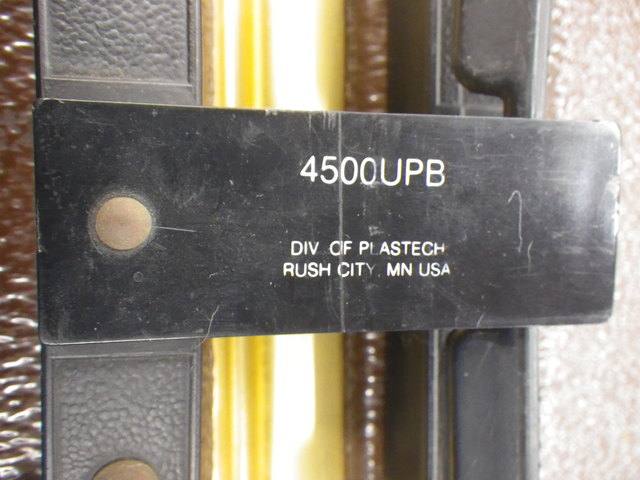 4500UPB
DIV. OF PLASTECH
RUSH CITY, MN USA